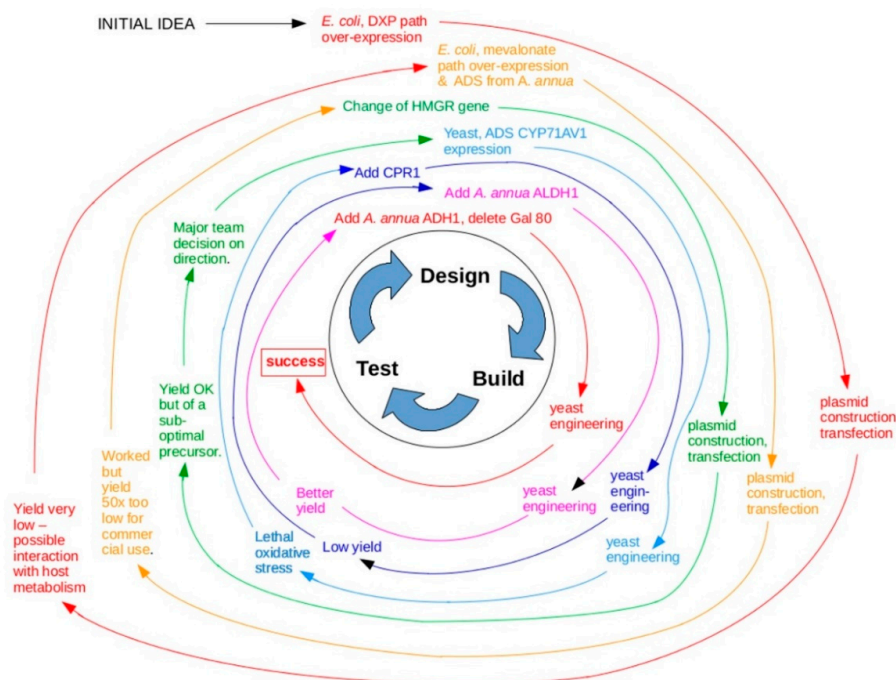 INITIAL IDEA
E. coli, DXP path
over-expression
E. coli, mevalonate
path over-expression
& ADS from A. annua
Change of HMGR gene
Yeast, ADS CYP71AV1
expression
Add CPR1
Add A. annua ALDH1
Add A. annua ADH1, delete Gal 80
Major team
decision on
direction.
Design
Test
Build
success
Yield OK
but of a
sub-
optimal
precursor.
yeast
engineering
plasmid
construction,
transfection
plasmid
construction,
transfection
plasmid
construction,
transfection
Worked
but
yield
50x too
low for
commer
cial use.
Better
yield
yeast
engineering
yeast
engin-
eering
Yield very
low –
possible
interaction
with host
metabolism
Lethal
oxidative
stress
Low yield
yeast
engineering